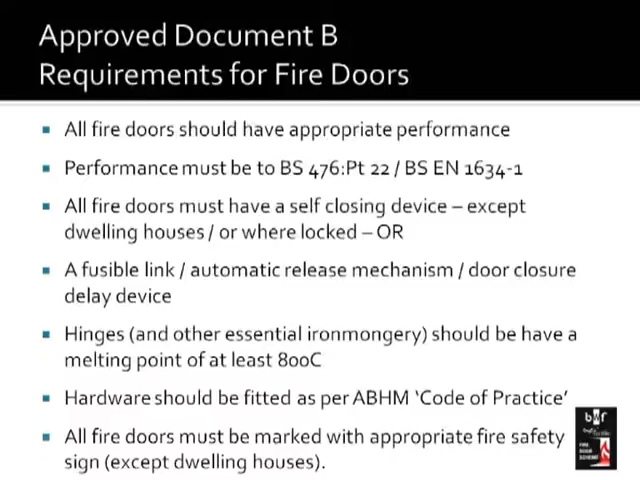 Approved Document B
Requirements for Fire Doors
All fire doors should have appropriate performance
Performance must be to BS 476:Pt 22 / BS EN 1634-1
All fire doors must have a self closing device – except
dwelling houses / or where locked – OR
A fusible link / automatic release mechanism / door closure
delay device
Hinges (and other essential ironmongery) should be have a
melting point of at least 800C
Hardware should be fitted as per ABHM ‘Code of Practice’
All fire doors must be marked with appropriate fire safety
sign (except dwelling houses).
bwf
FIRE
DOOR
SCHEME